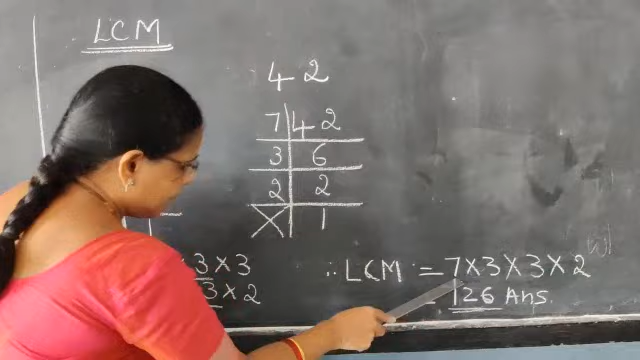 LCM
42
7 42
3 6
2 2
X 1
3 × 3
3 × 2
∴ LCM = 7 × 3 × 3 × 2
126 Ans.